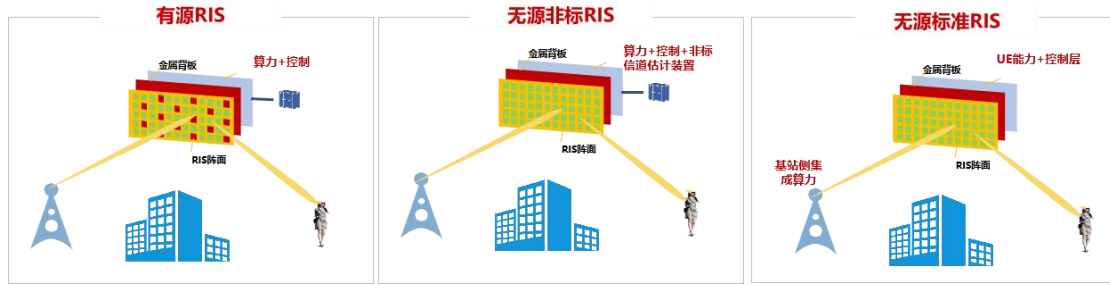 有源RIS
金属背板
算力+控制
RIS阵面
无源非标RIS
金属背板
算力+控制+非标
信道估计装置
RIS阵面
无源标准RIS
金属背板
UE能力+控制层
RIS阵面
基站侧集
成算力